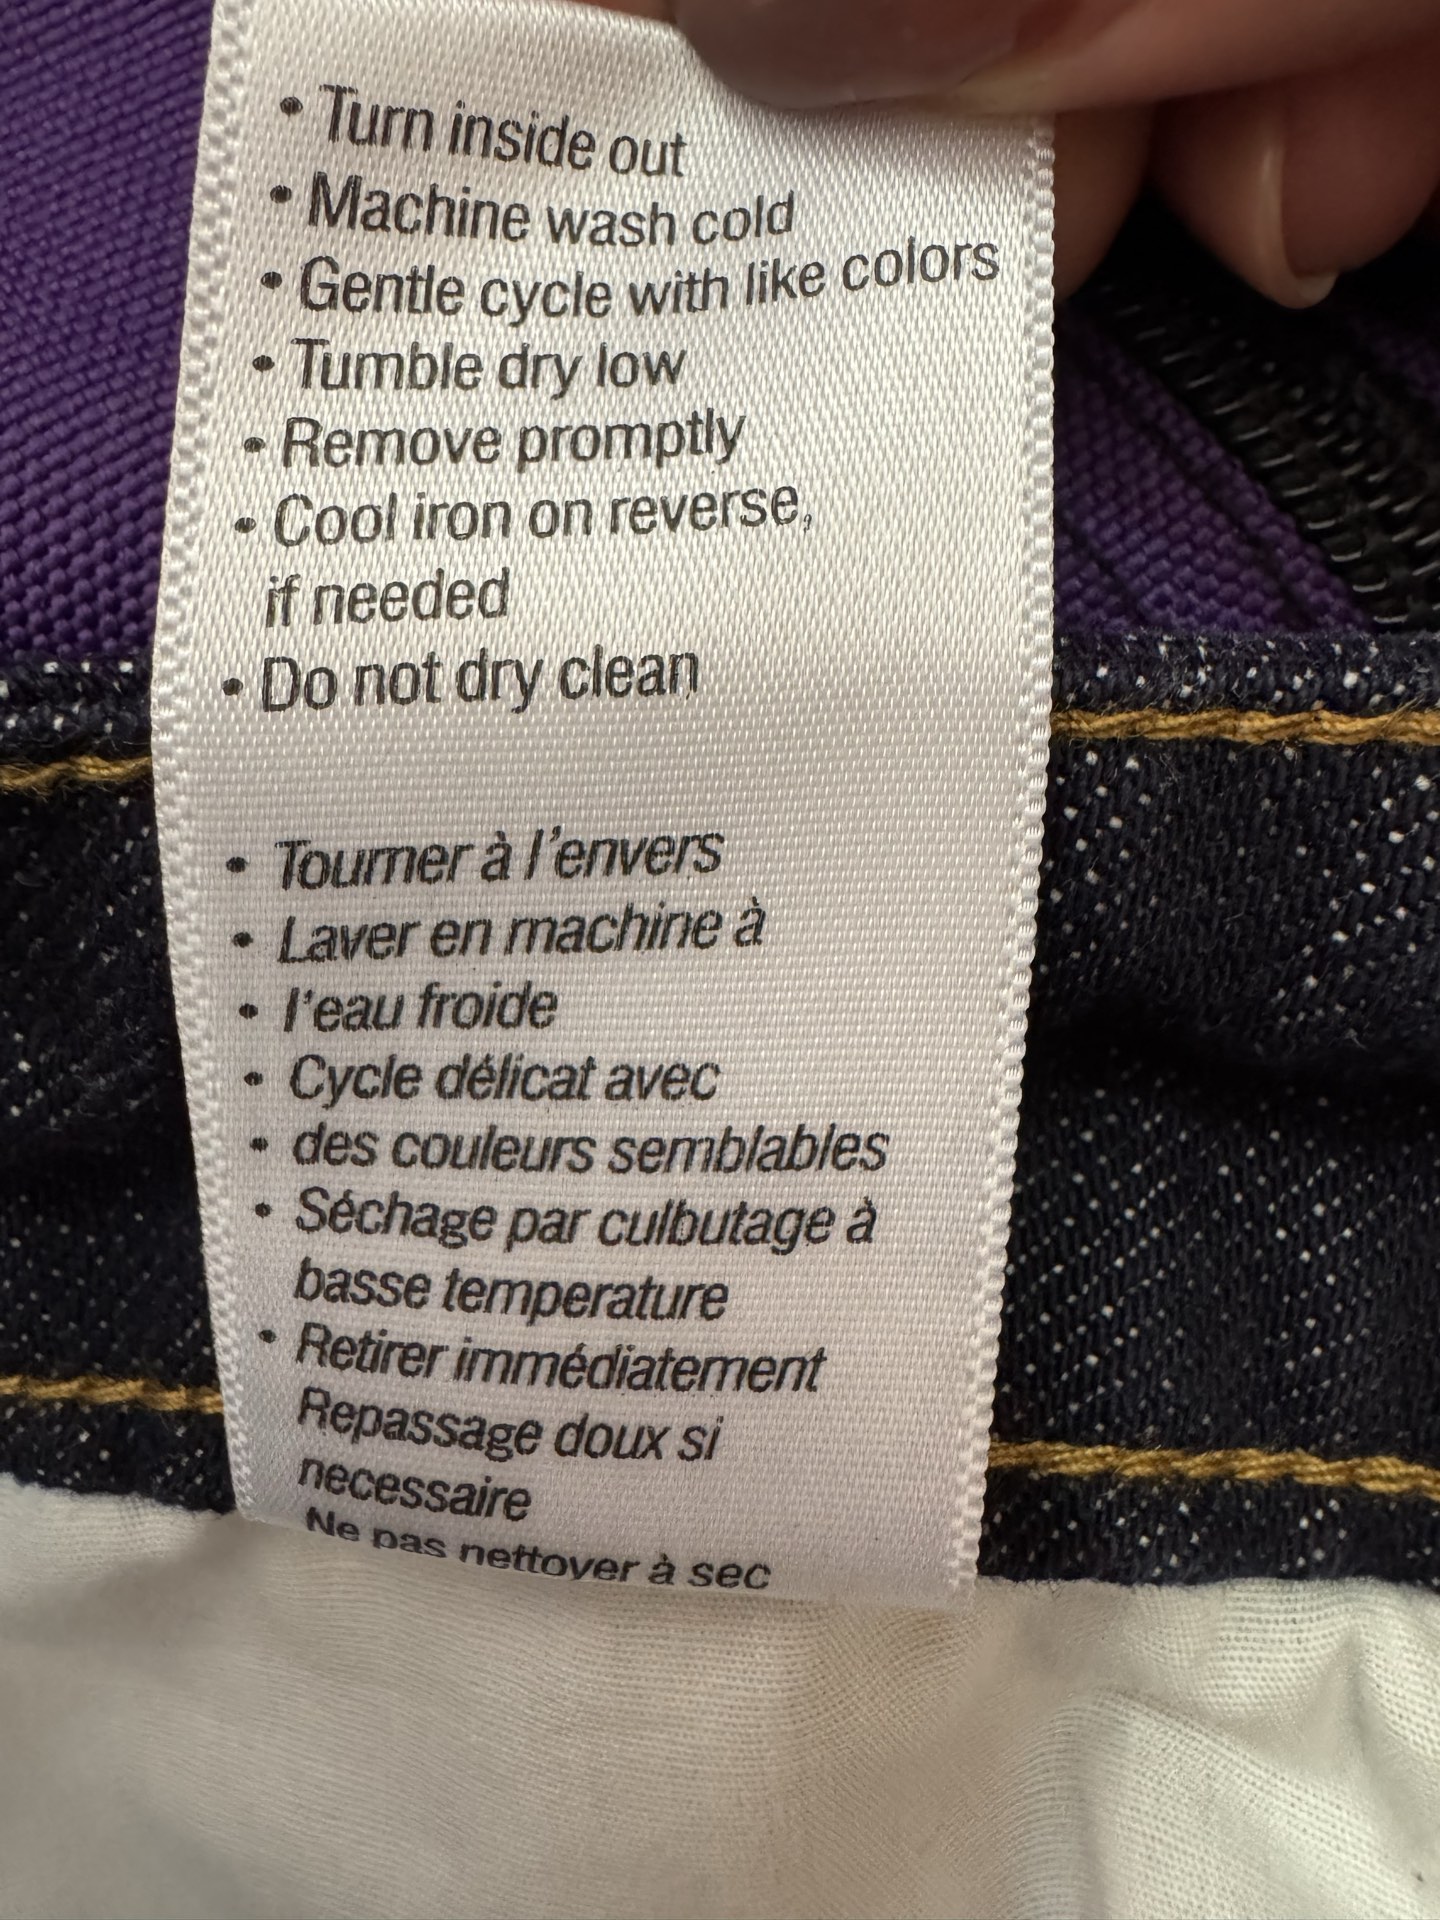 • Turn inside out
• Machine wash cold
• Gentle cycle with like colors
• Tumble dry low
• Remove promptly
• Cool iron on reverse,
if needed
• Do not dry clean
• Tourner à l'envers
• Laver en machine à
• l'eau froide
• Cycle délicat avec
• des couleurs semblables
• Séchage par culbutage à
basse temperature
• Retirer immédiatement
Repassage doux si
necessaire
Ne pas nettoyer à sec